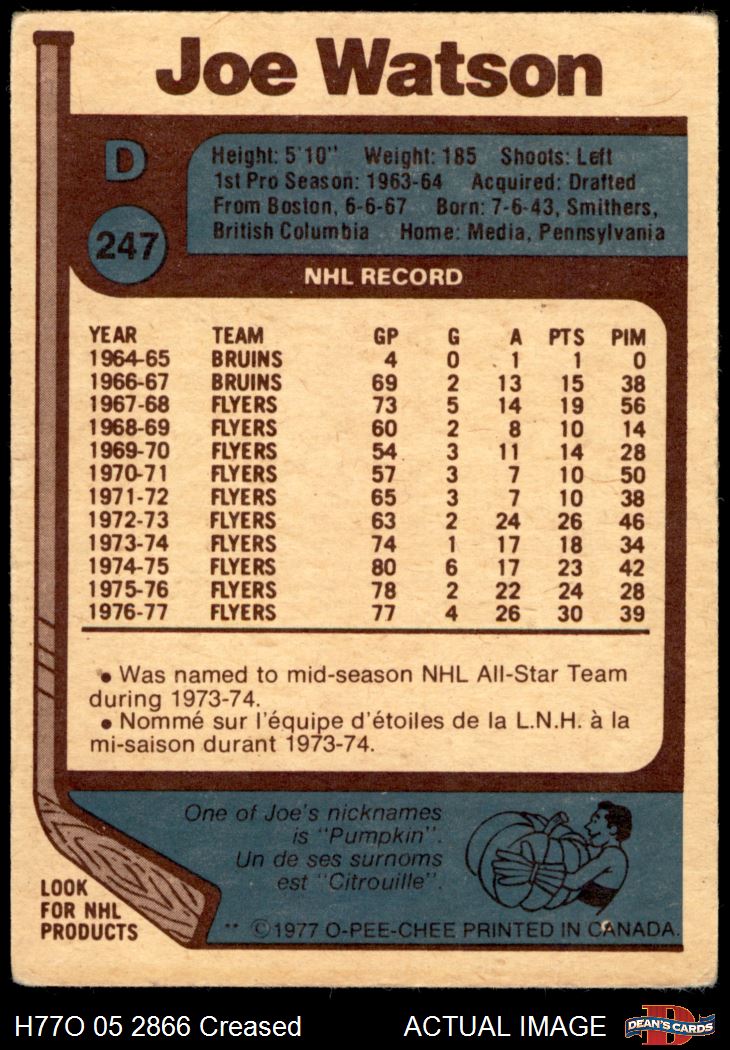 Joe Watson
D
247
Height: 5'10" Weight: 185 Shoots: Left
1st Pro Season: 1963-64 Acquired: Drafted
From Boston, 6-6-67 Born: 7-6-43, Smithers,
British Columbia Home: Media, Pennsylvania
NHL RECORD
YEAR TEAM GP G A PTS PIM
1964-65 BRUINS 4 0 1 1 0
1966-67 BRUINS 69 2 13 15 38
1967-68 FLYERS 73 5 14 19 56
1968-69 FLYERS 60 2 8 10 14
1969-70 FLYERS 54 3 11 14 28
1970-71 FLYERS 57 3 7 10 50
1971-72 FLYERS 65 3 7 10 38
1972-73 FLYERS 63 2 24 26 46
1973-74 FLYERS 74 1 17 18 34
1974-75 FLYERS 80 6 17 23 42
1975-76 FLYERS 78 2 22 24 28
1976-77 FLYERS 77 4 26 30 39
• Was named to mid-season NHL All-Star Team
during 1973-74.
• Nommé sur l'équipe d'étoiles de la L.N.H. à la
mi-saison durant 1973-74.
One of Joe's nicknames
is "Pumpkin".
Un de ses surnoms
est "Citrouille".
LOOK
FOR NHL
PRODUCTS
** ©1977 O-PEE-CHEE PRINTED IN CANADA.
H77O 05 2866 Creased ACTUAL IMAGE
D
DEAN'S CARDS